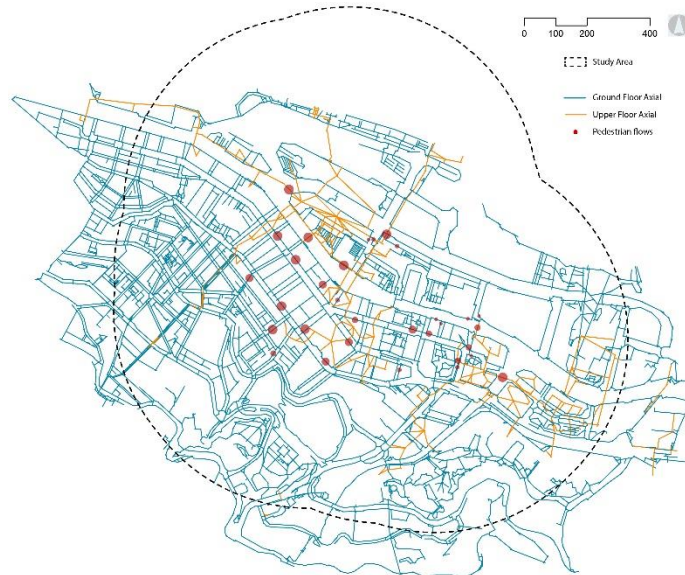 0 100 200 400
Study Area
Ground Floor Axial
Upper Floor Axial
Pedestrian flows